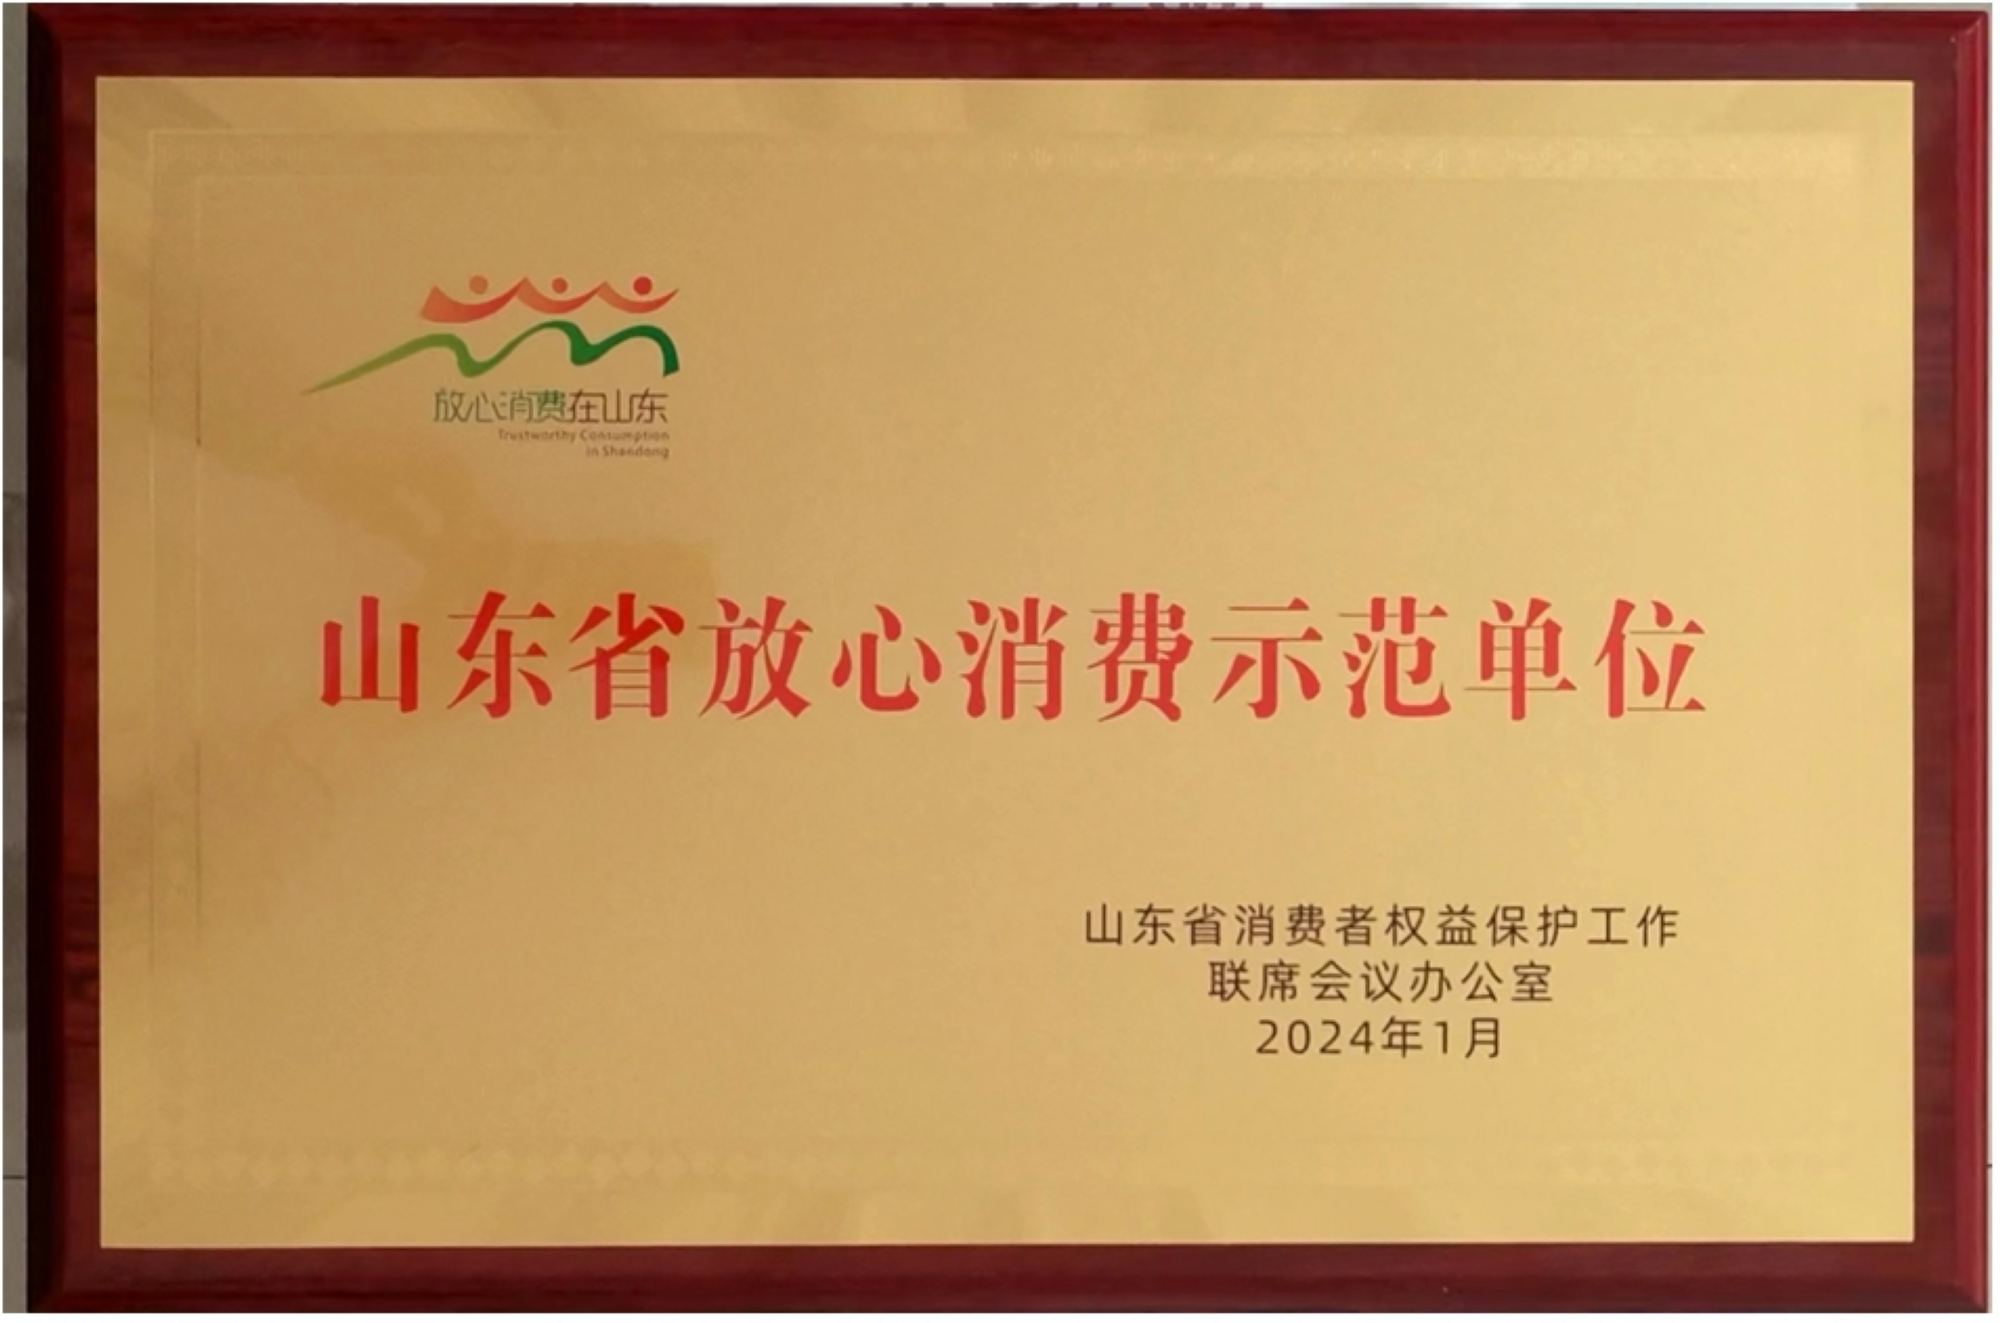 放心消费在山东
Trustworthy Consumption
in Shandong
山东省放心消费示范单位
山东省消费者权益保护工作
联席会议办公室
2024年1月